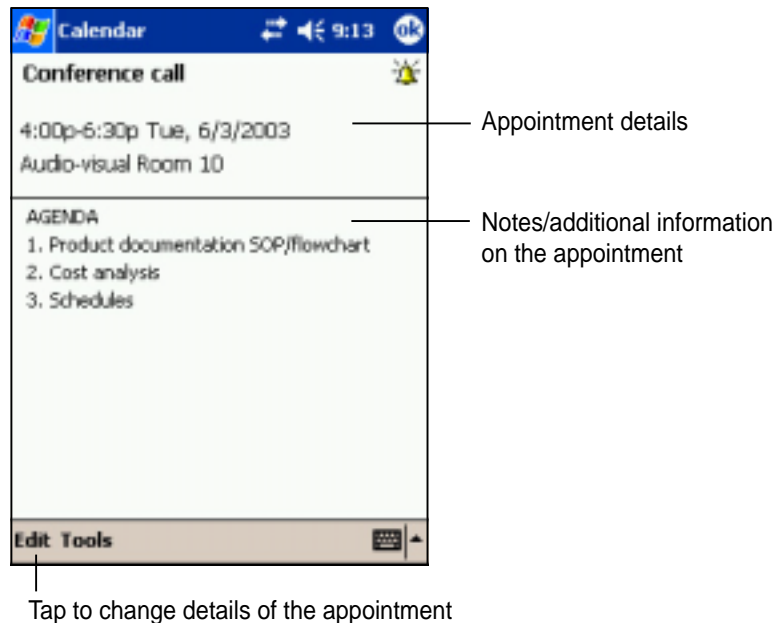 Calendar 9:13 ok
Conference call
4:00p-6:30p Tue, 6/3/2003
Audio-visual Room 10
Appointment details
AGENDA
1. Product documentation SOP/flowchart
2. Cost analysis
3. Schedules
Notes/additional information
on the appointment
Edit Tools
Tap to change details of the appointment